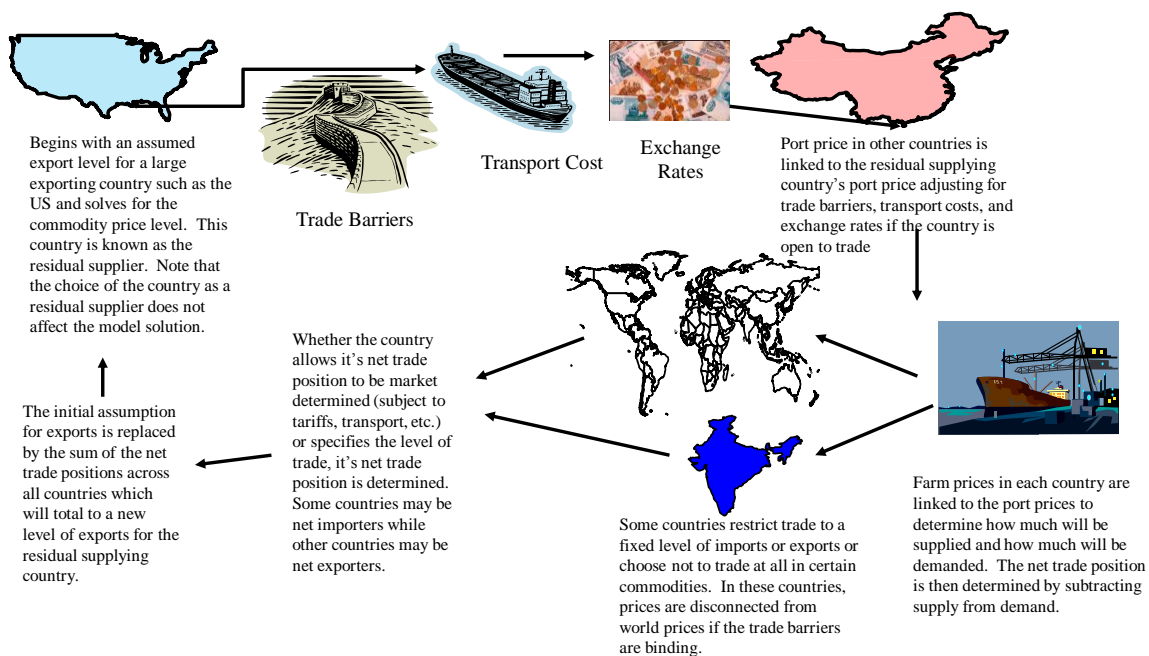 Begins with an assumed
export level for a large
exporting country such as the
US and solves for the
commodity price level.  This
country is known as the
residual supplier.  Note that
the choice of the country as a
residual supplier does not
affect the model solution.
Trade Barriers
Transport Cost
Exchange
Rates
Port price in other countries is
linked to the residual supplying
country's port price adjusting for
trade barriers, transport costs, and
exchange rates if the country is
open to trade
Farm prices in each country are
linked to the port prices to
determine how much will be
supplied and how much will be
demanded.  The net trade position
is then determined by subtracting
supply from demand.
Some countries restrict trade to a
fixed level of imports or exports or
choose not to trade at all in certain
commodities.  In these countries,
prices are disconnected from
world prices if the trade barriers
are binding.
Whether the country
allows it's net trade
position to be market
determined (subject to
tariffs, transport, etc.)
or specifies the level of
trade, it's net trade
position is determined.
Some countries may be
net importers while
other countries may be
net exporters.
The initial assumption
for exports is replaced
by the sum of the net
trade positions across
all countries which
will total to a new
level of exports for the
residual supplying
country.